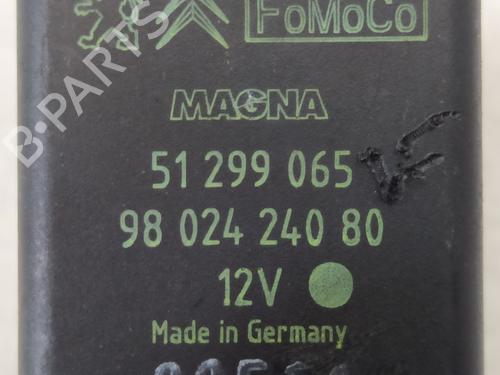 FoMoCo
MAGNA
51 299 065
98 024 240 80
12V
Made in Germany
B-PARTS